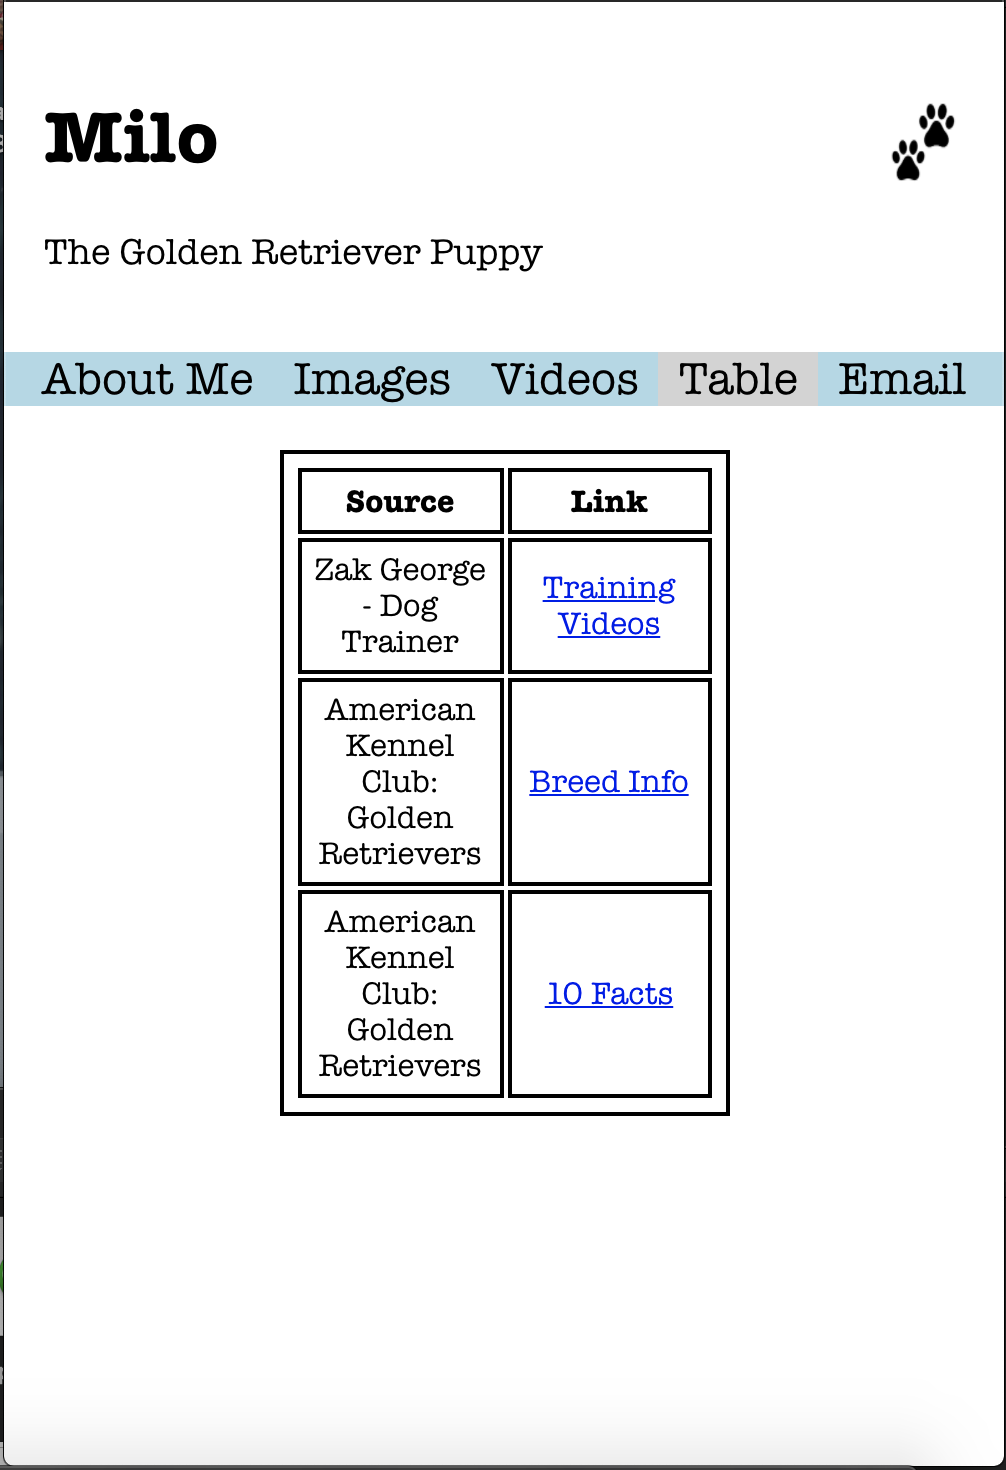 Milo
The Golden Retriever Puppy
About Me Images Videos Table Email
Source Link
Zak George
- Dog
Trainer
Training
Videos
American
Kennel
Club:
Golden
Retrievers
Breed Info
American
Kennel
Club:
Golden
Retrievers
10 Facts